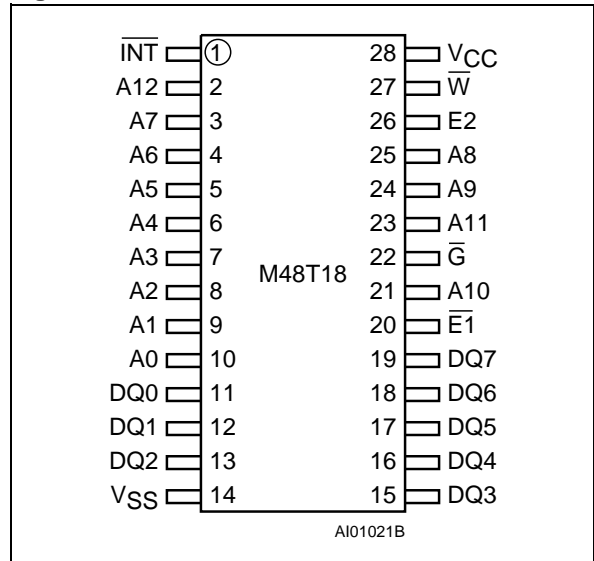 I̅N̅T̅ 1 28 VCC
A12 2 27 W̅
A7 3 26 E2
A6 4 25 A8
A5 5 24 A9
A4 6 23 A11
A3 7 22 G̅
M48T18
A2 8 21 A10
A1 9 20 E̅1̅
A0 10 19 DQ7
DQ0 11 18 DQ6
DQ1 12 17 DQ5
DQ2 13 16 DQ4
VSS 14 15 DQ3
AI01021B